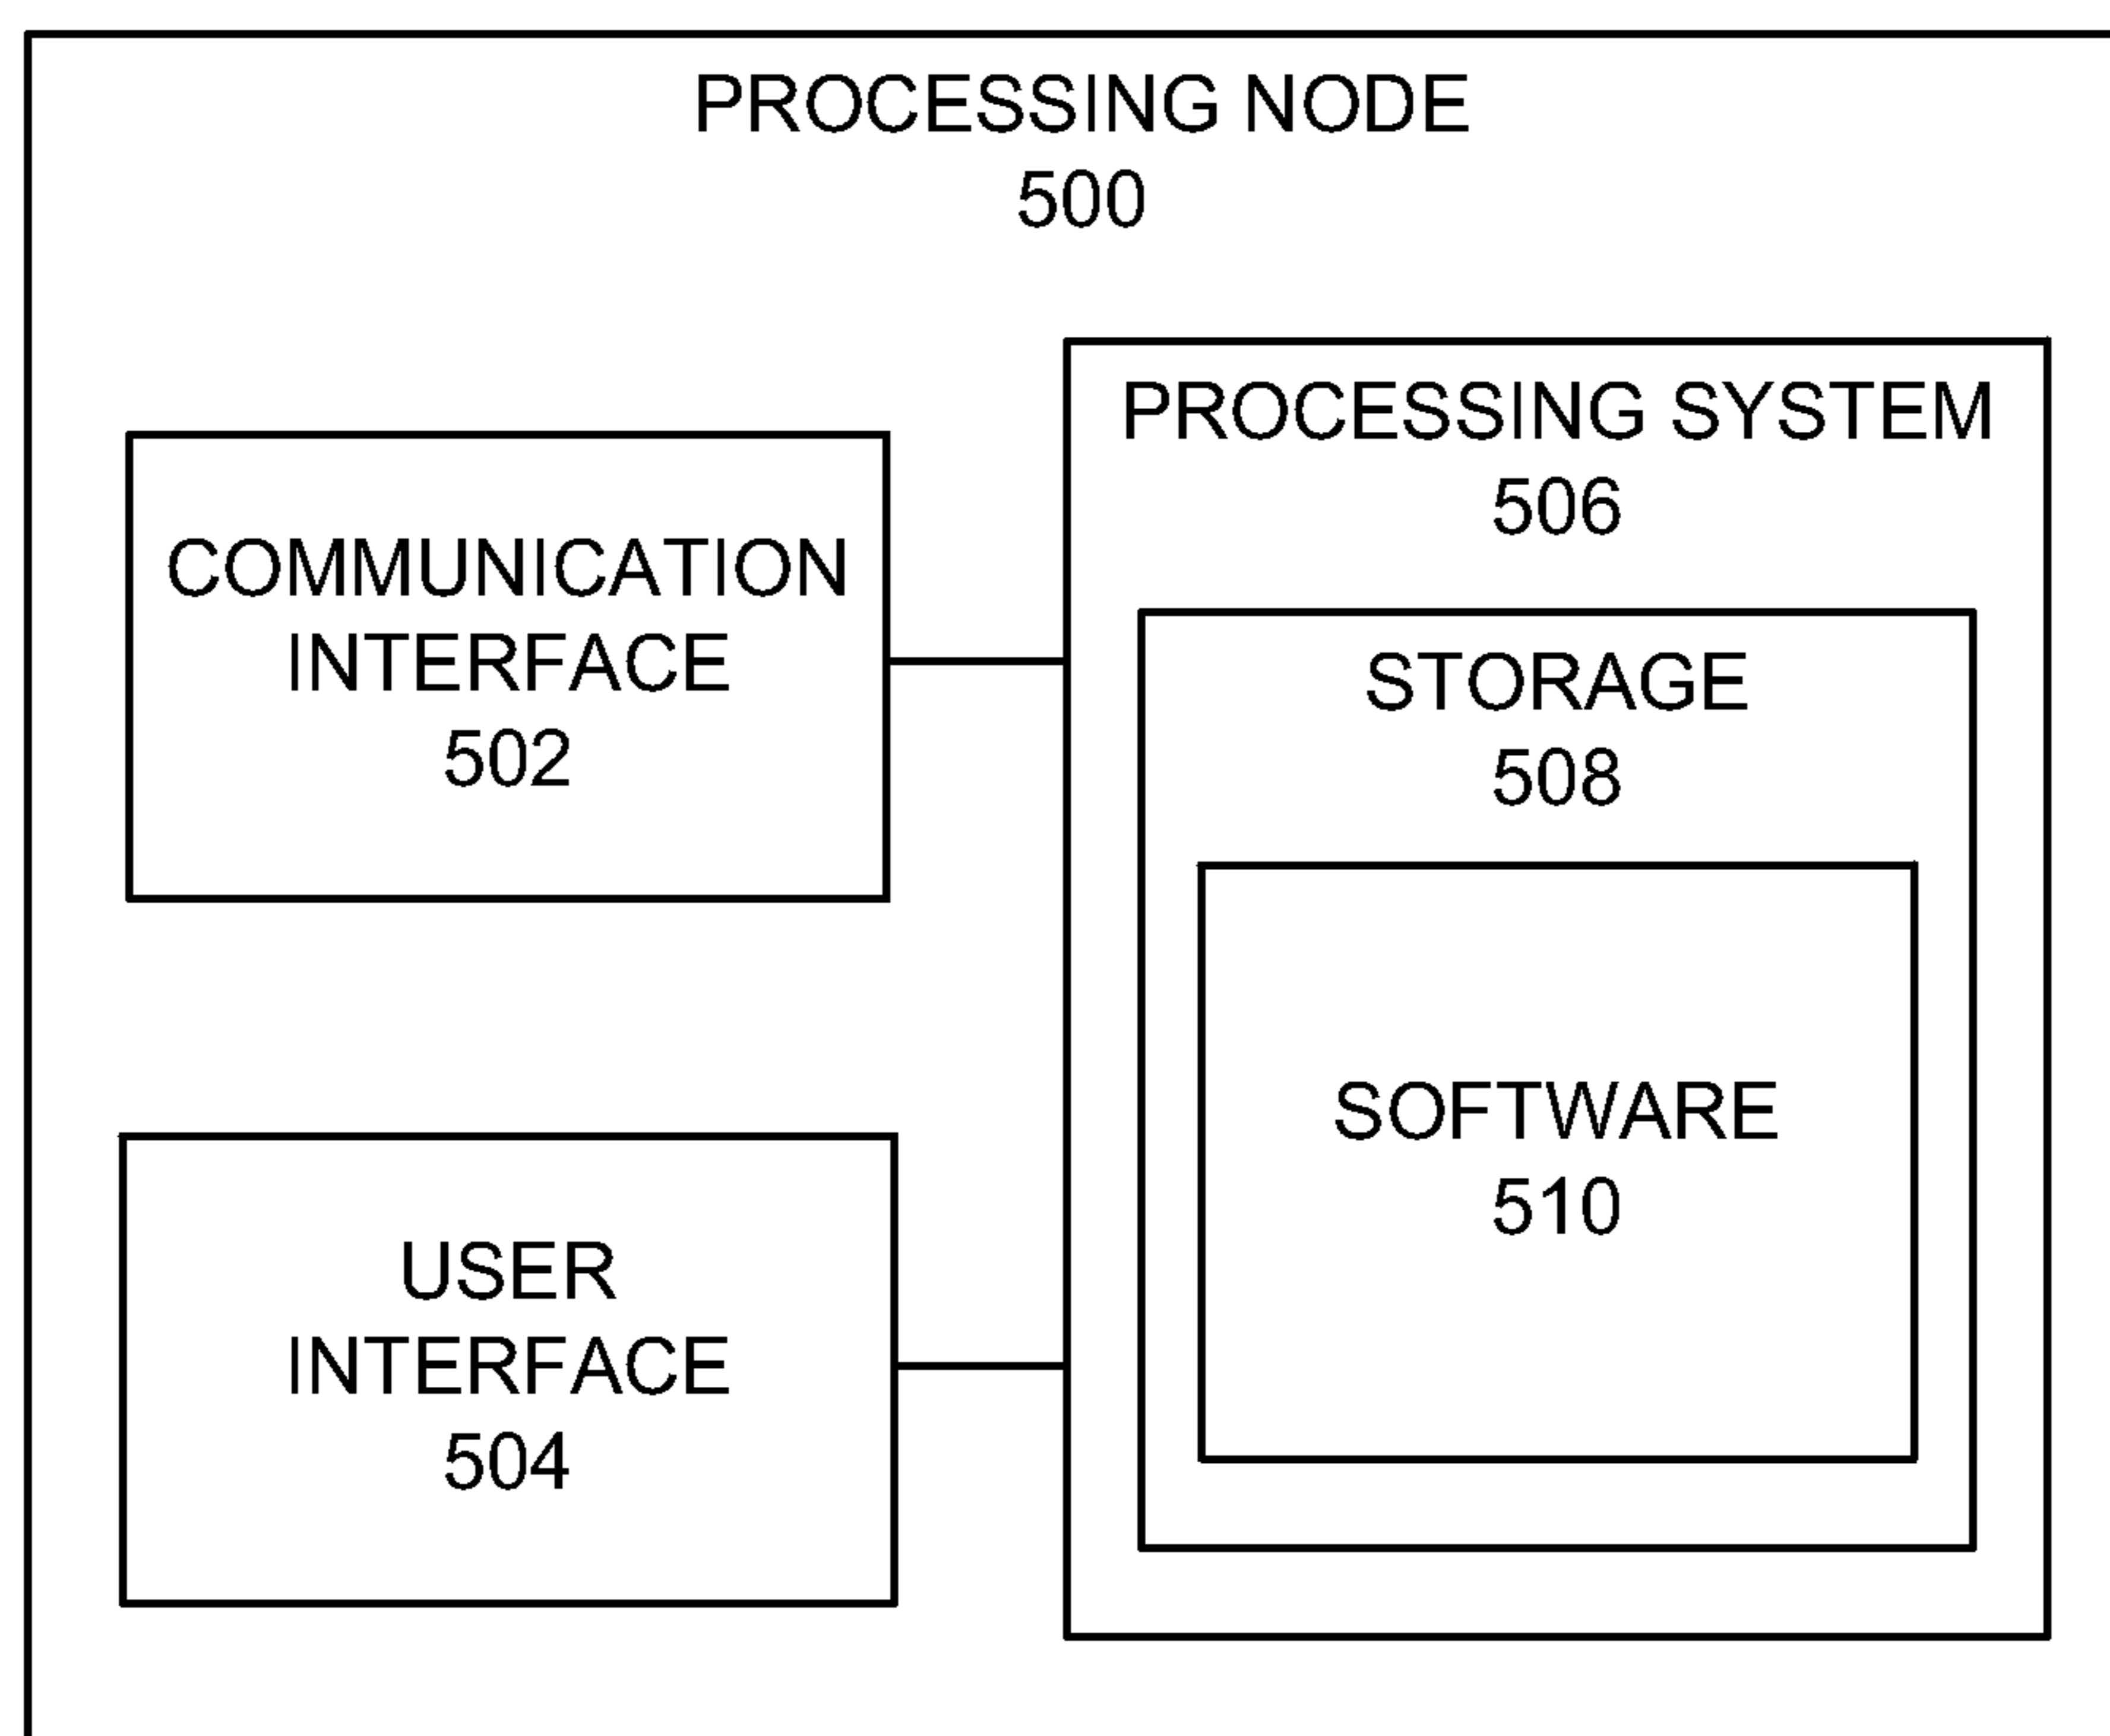 PROCESSING NODE
500
COMMUNICATION
INTERFACE
502
USER
INTERFACE
504
PROCESSING SYSTEM
506
STORAGE
508
SOFTWARE
510